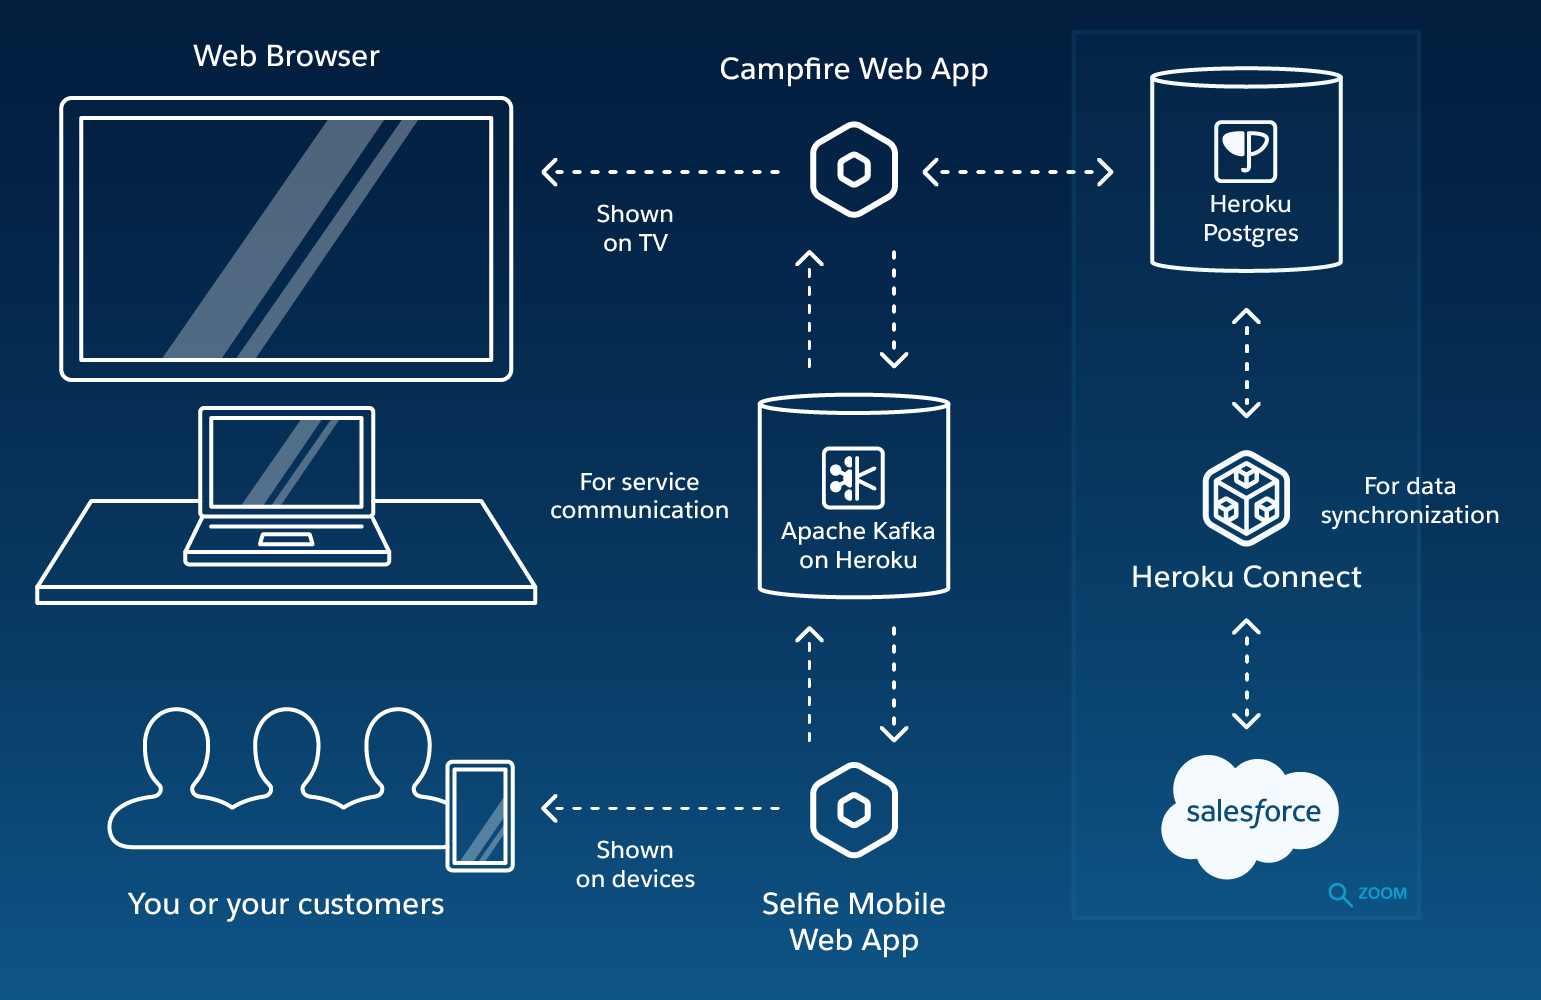 Web Browser
Campfire Web App
Shown
on TV
Heroku
Postgres
For service
communication
Apache Kafka
on Heroku
For data
synchronization
Heroku Connect
salesforce
ZOOM
Shown
on devices
You or your customers
Selfie Mobile
Web App